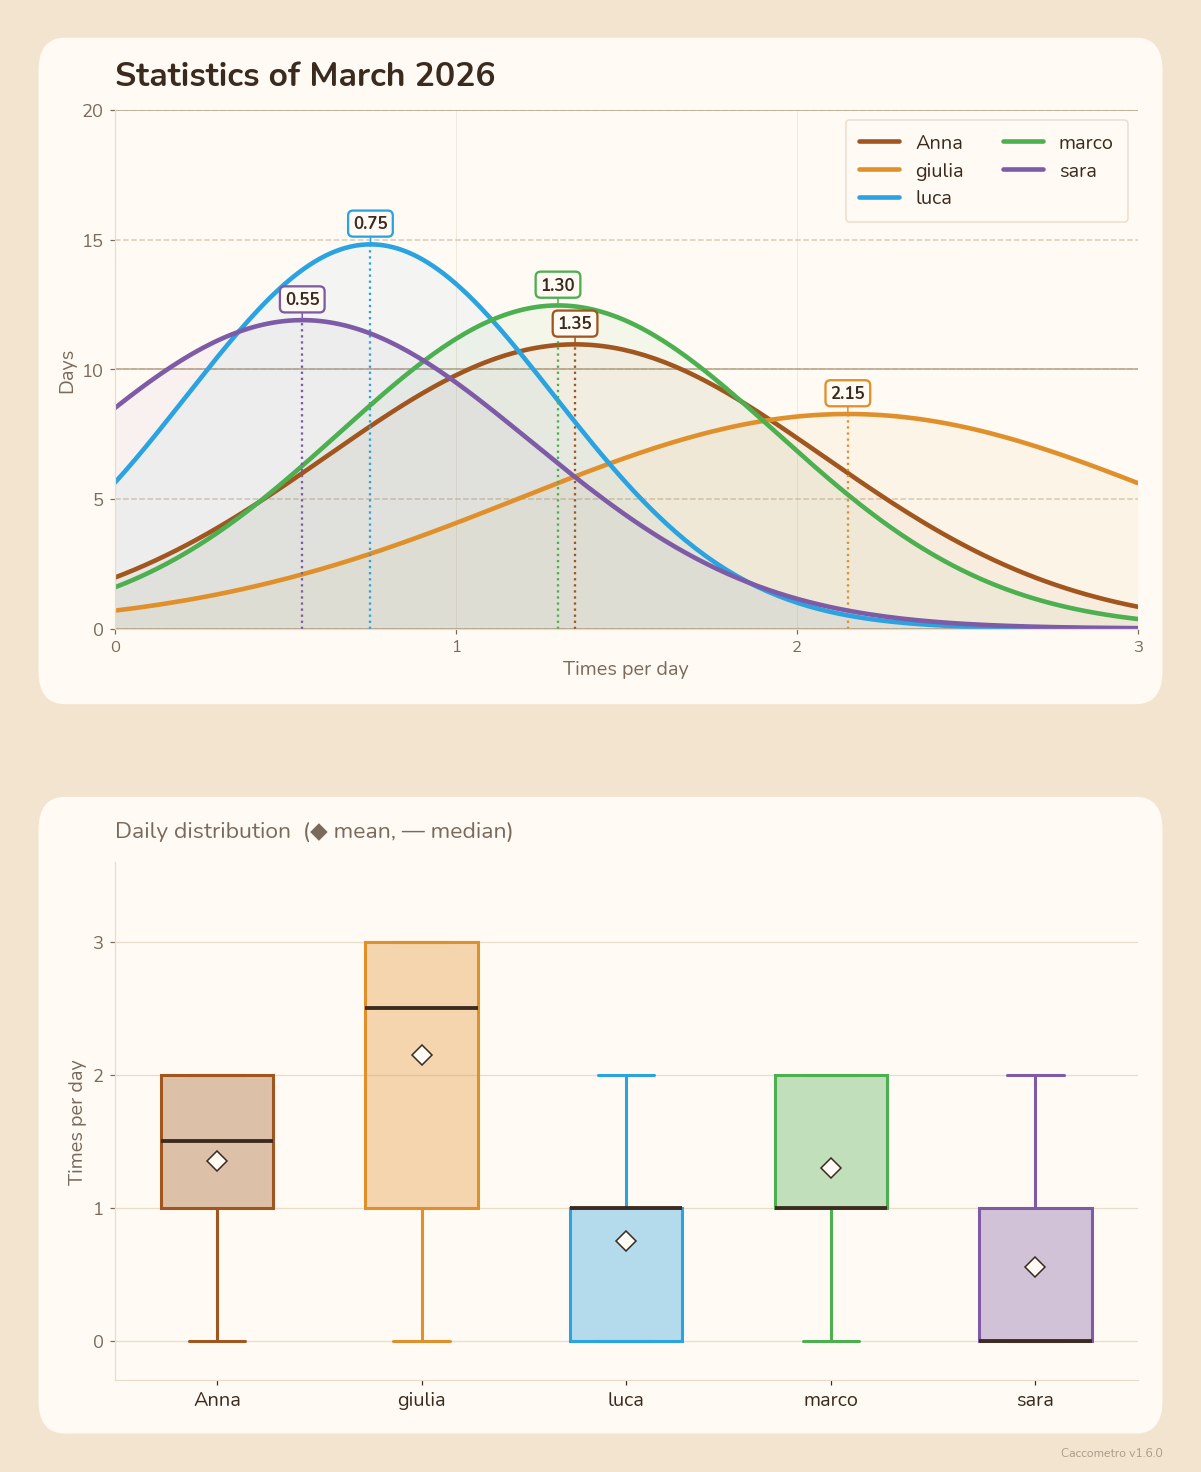 Statistics of March 2026
20
Anna
marco
giulia
sara
luca
0.75
15
0.55
1.30
1.35
Days
10
2.15
5
0
0
1
2
3
Times per day
Daily distribution (◆ mean, — median)
3
2
Times per day
1
0
Anna
giulia
luca
marco
sara
Caccometro v1.6.0